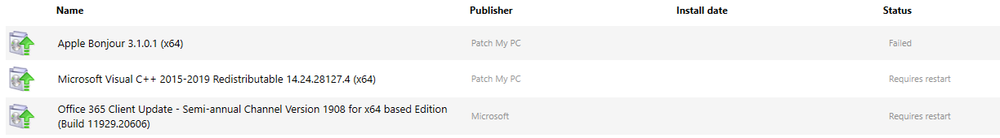 Name Publisher Install date Status
Apple Bonjour 3.1.0.1 (x64) Patch My PC Failed
Microsoft Visual C++ 2015-2019 Redistributable 14.24.28127.4 (x64) Patch My PC Requires restart
Office 365 Client Update - Semi-annual Channel Version 1908 for x64 based Edition
(Build 11929.20606) Microsoft Requires restart